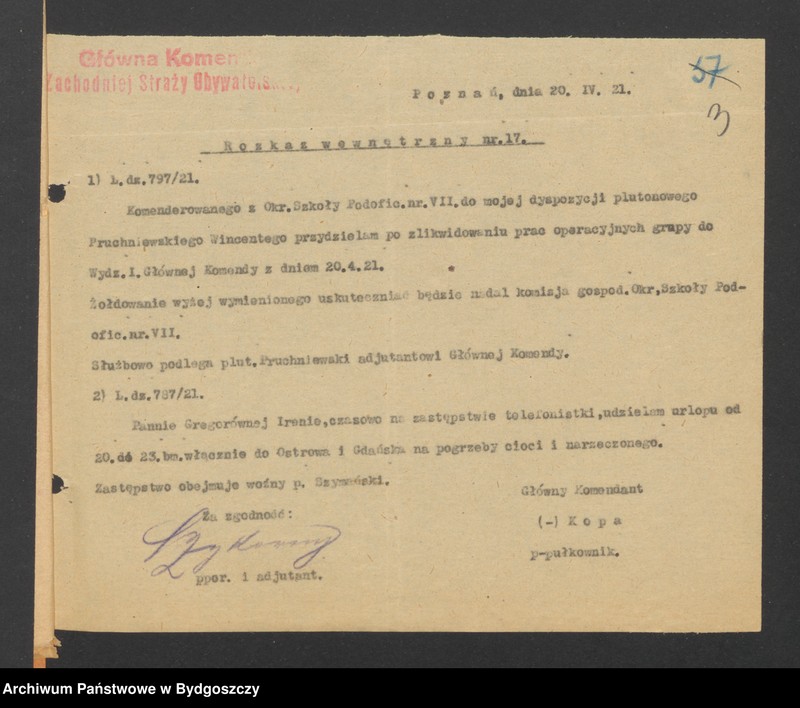 Główna Komen
Zachodniej Straży Obywatelskiej
57
3
Poznań, dnia 20. IV. 21.
Rozkaz wewnętrzny nr.17.
1) L.dz.797/21.
Komenderowanego z Okr.Szkoły Podofic.nr.VII.do mojej dyspozycji plutonowego
Pruchniewskiego Wincentego przydzielam po zlikwidowaniu prac operacyjnych grupy do
Wydz.I.Głównej Komendy z dniem 20.4.21.
Żołdowanie wyżej wymienionego uskuteczniać będzie nadal komisja gospod.Okr,Szkoły Pod-
ofic.nr.VII.
Służbowo podlega plut.Pruchniewski adjutantowi Głównej Komendy.
2) L.dz.787/21.
Pannie Gregorównej Irenie,czasowo na zastępstwie telefonistki,udzielam urlopu od
20.do 23.bm.włącznie do Ostrowa i Gdańska na pogrzeby cioci i narzeczonego.
Zastępstwo obejmuje woźny p. Szymański.
Za zgodność:
Główny Komendant
(-) Kopa
p-pułkownik.
ppor. i adjutant.
Archiwum Państwowe w Bydgoszczy